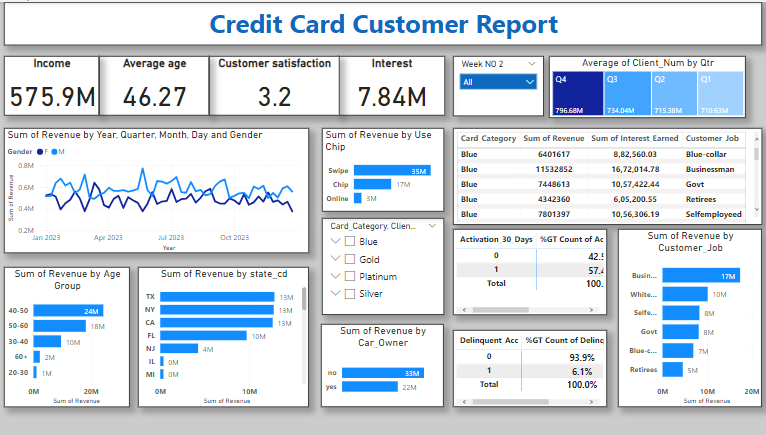 Credit Card Customer Report
Income
575.9M
Average age
46.27
Customer satisfaction
3.2
Interest
7.84M
Week NO 2
All
Average of Client_Num by Qtr
Q4 Q3 Q2 Q1
796.68M 734.04M 715.38M 710.63M
Sum of Revenue by Year, Quarter, Month, Day and Gender
Gender F M
0.8M
0.6M
0.4M
0.2M
Sum of Revenue
Jan 2023 Apr 2023 Jul 2023 Oct 2023
Year
Sum of Revenue by Use
Chip
Swipe 35M
Chip 17M
Online 3M
Card_Category Sum of Revenue Sum of Interest Earned Customer_Job
Blue 6401617 8,82,560.03 Blue-collar
Blue 11532852 16,72,014.78 Businessman
Blue 7448613 10,57,422.44 Govt
Blue 4342360 6,05,200.55 Retirees
Blue 7801397 10,56,306.19 Selfemployeed
Card_Category, Clien...
Blue
Gold
Platinum
Silver
Activation 30 Days %GT Count of Ac
0 42.5
1 57.4
Total 100.
Sum of Revenue by
Customer_Job
Busin... 17M
White... 10M
Selfe... 8M
Govt 8M
Blue-c... 7M
Retirees 5M
0M 10M 20M
Sum of Revenue
Sum of Revenue by Age
Group
40-50 24M
50-60 18M
30-40 10M
60+ 2M
20-30 1M
0M 20M
Sum of Revenue
Sum of Revenue by state_cd
TX 13M
NY 13M
CA 13M
FL 10M
NJ 4M
IL 0M
MI 0M
0M 10M
Sum of Revenue
Sum of Revenue by
Car_Owner
no 33M
yes 22M
Delinquent Acc %GT Count of Delinq
0 93.9%
1 6.1%
Total 100.0%